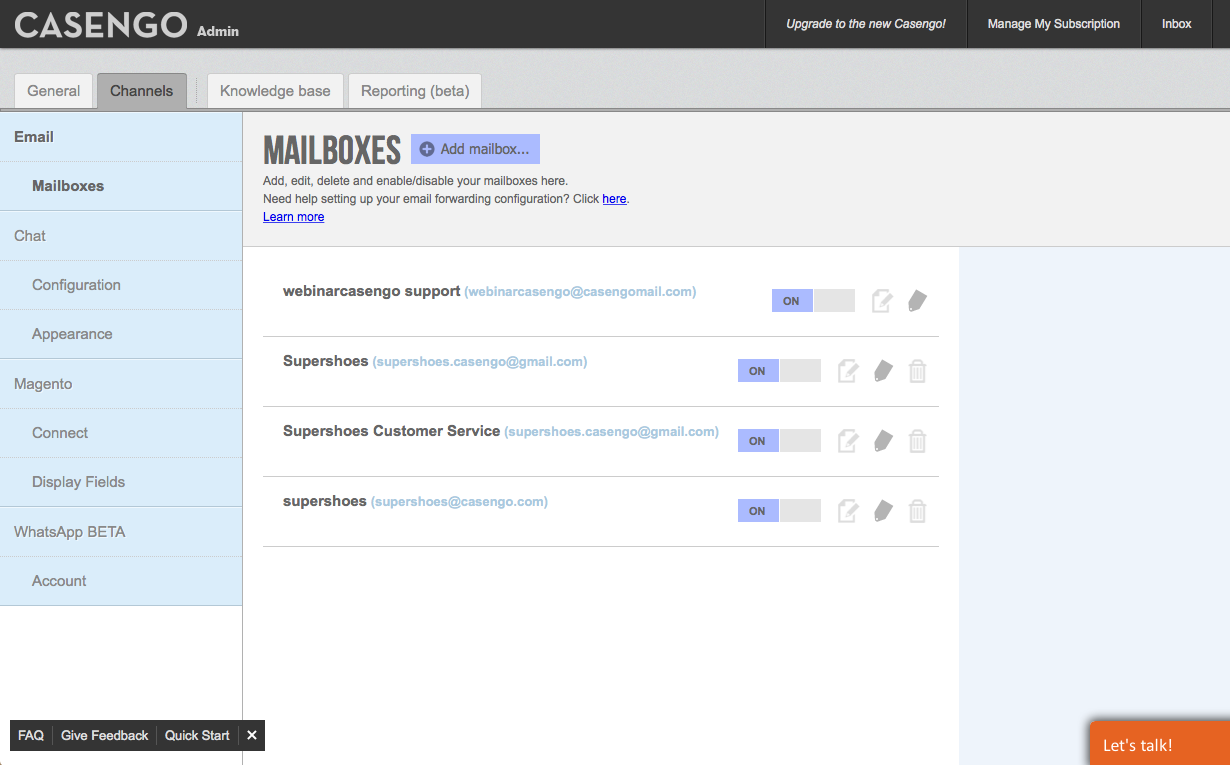 CASENGO Admin
Upgrade to the new Casengo!
Manage My Subscription
Inbox
General
Channels
Knowledge base
Reporting (beta)
Email
Mailboxes
Chat
Configuration
Appearance
Magento
Connect
Display Fields
WhatsApp BETA
Account
MAILBOXES
Add mailbox...
Add, edit, delete and enable/disable your mailboxes here.
Need help setting up your email forwarding configuration? Click here.
Learn more
webinarcasengo support (webinarcasengo@casengomail.com)
ON
Supershoes (supershoes.casengo@gmail.com)
ON
Supershoes Customer Service (supershoes.casengo@gmail.com)
ON
supershoes (supershoes@casengo.com)
ON
FAQ
Give Feedback
Quick Start
Let's talk!